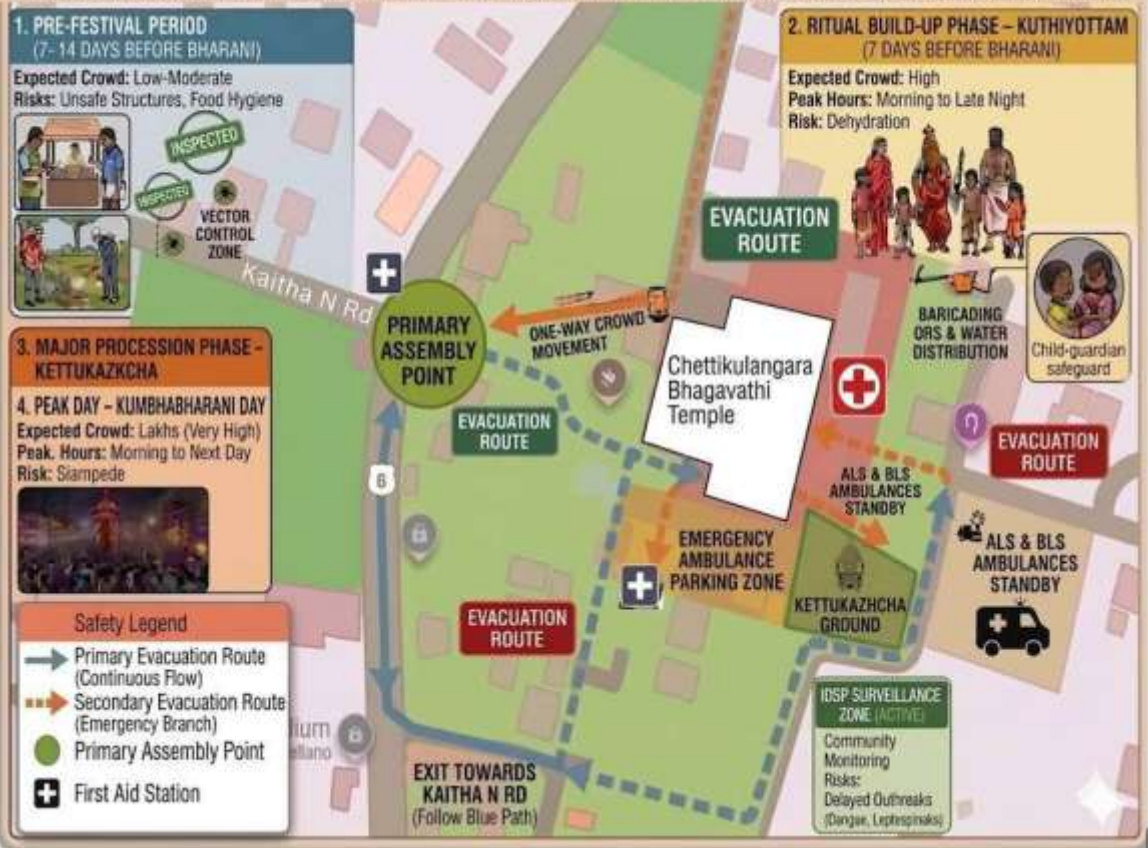 1. PRE-FESTIVAL PERIOD
(7- 14 DAYS BEFORE BHARANI)
Expected Crowd: Low-Moderate
Risks: Unsafe Structures, Food Hygiene
INSPECTED
INSPECTED
VECTOR
CONTROL
ZONE
2. RITUAL BUILD-UP PHASE – KUTHIYOTTAM
(7 DAYS BEFORE BHARANI)
Expected Crowd: High
Peak Hours: Morning to Late Night
Risk: Dehydration
EVACUATION
ROUTE
BARICADING
ORS & WATER
DISTRIBUTION
Child-guardian
safeguard
Kaitha N Rd
PRIMARY
ASSEMBLY
POINT
ONE-WAY CROWD
MOVEMENT
Chettikulangara
Bhagavathi
Temple
3. MAJOR PROCESSION PHASE –
KETTUKAZKCHA
4. PEAK DAY – KUMBHABHARANI DAY
Expected Crowd: Lakhs (Very High)
Peak. Hours: Morning to Next Day
Risk: Siampede
EVACUATION
ROUTE
EVACUATION
ROUTE
6
ALS & BLS
AMBULANCES
STANDBY
EMERGENCY
AMBULANCE
PARKING ZONE
ALS & BLS
AMBULANCES
STANDBY
KETTUKAZHCHA
GROUND
EVACUATION
ROUTE
Safety Legend
Primary Evacuation Route
(Continuous Flow)
Secondary Evacuation Route
(Emergency Branch)
Primary Assembly Point
First Aid Station
dium
ellano
EXIT TOWARDS
KAITHA N RD
(Follow Blue Path)
IDSP SURVEILLANCE
ZONE (ACTIVE)
Community
Monitoring
Risks:
Delayed Outreaks
(Dangue, Leptespinaks)